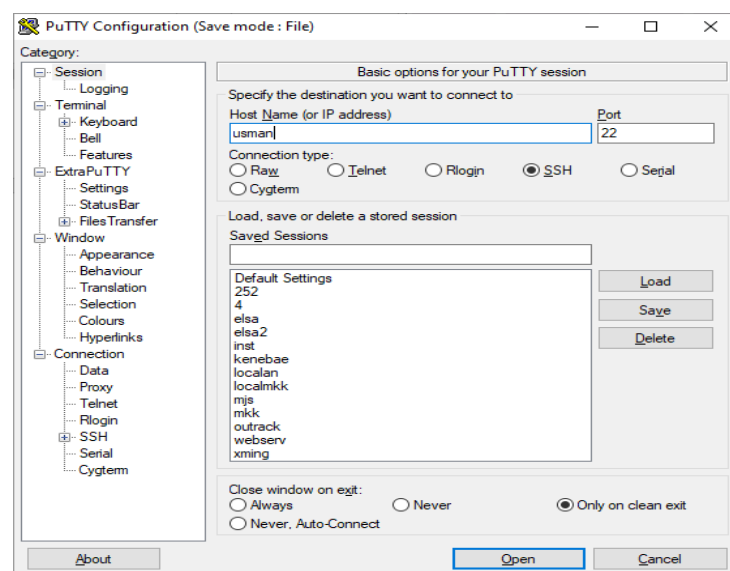 PuTTY Configuration (Save mode : File)
Category:
Session
Logging
Terminal
Keyboard
Bell
Features
ExtraPuTTY
Settings
StatusBar
FilesTransfer
Window
Appearance
Behaviour
Translation
Selection
Colours
Hyperlinks
Connection
Data
Proxy
Telnet
Rlogin
SSH
Serial
Cygterm
Basic options for your PuTTY session
Specify the destination you want to connect to
Host Name (or IP address) Port
usman 22
Connection type:
Raw Telnet Rlogin SSH Serial
Cygterm
Load, save or delete a stored session
Saved Sessions
Default Settings
252
4
elsa
elsa2
inst
kenebae
localan
localmkk
mjs
mkk
outrack
webserv
xming
Load
Save
Delete
Close window on exit:
Always Never Only on clean exit
Never, Auto-Connect
About Open Cancel